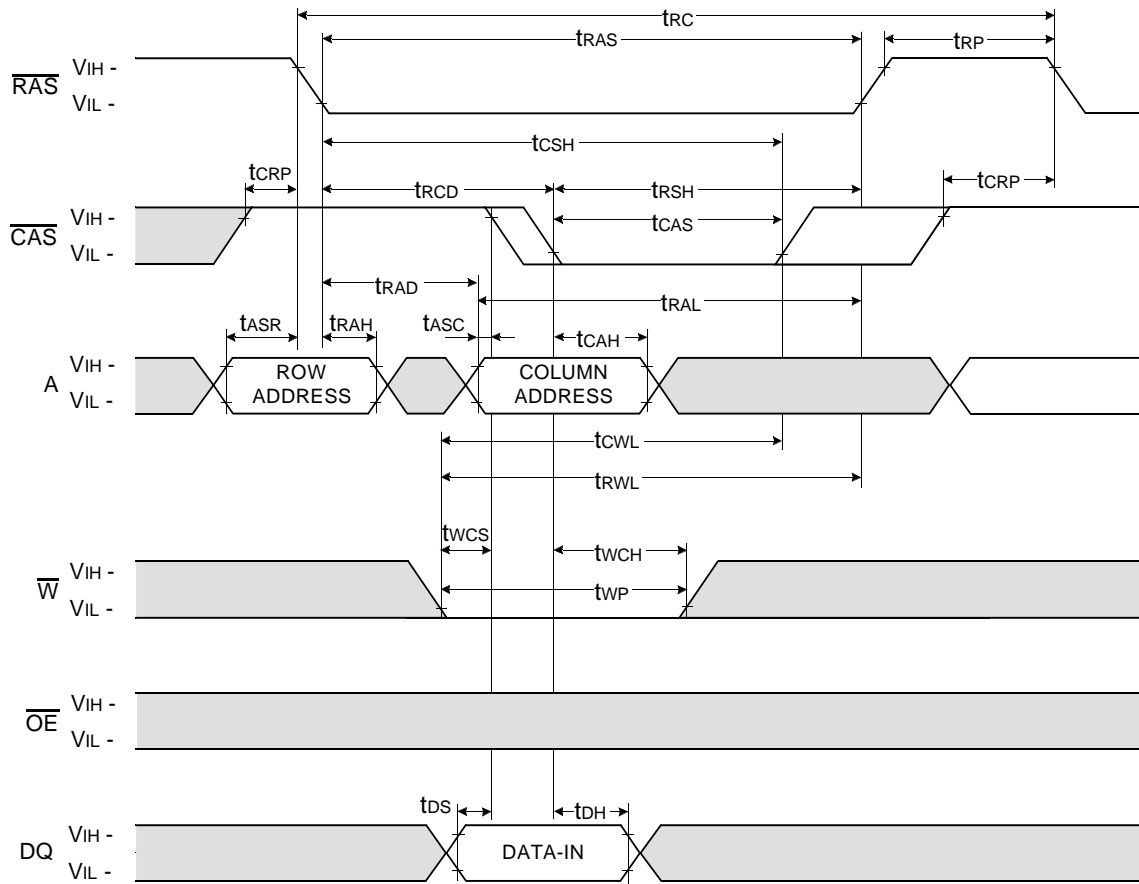 tRC
tRAS
tRP
RAS
VIH -
VIL -
tCSH
tCRP
tRCD
tRSH
tCRP
CAS
VIH -
VIL -
tCAS
tRAD
tRAL
tASR
tRAH
tASC
tCAH
A
VIH -
VIL -
ROW
ADDRESS
COLUMN
ADDRESS
tCWL
tRWL
tWCS
tWCH
W
VIH -
VIL -
tWP
OE
VIH -
VIL -
tDS
tDH
DQ
VIH -
VIL -
DATA-IN